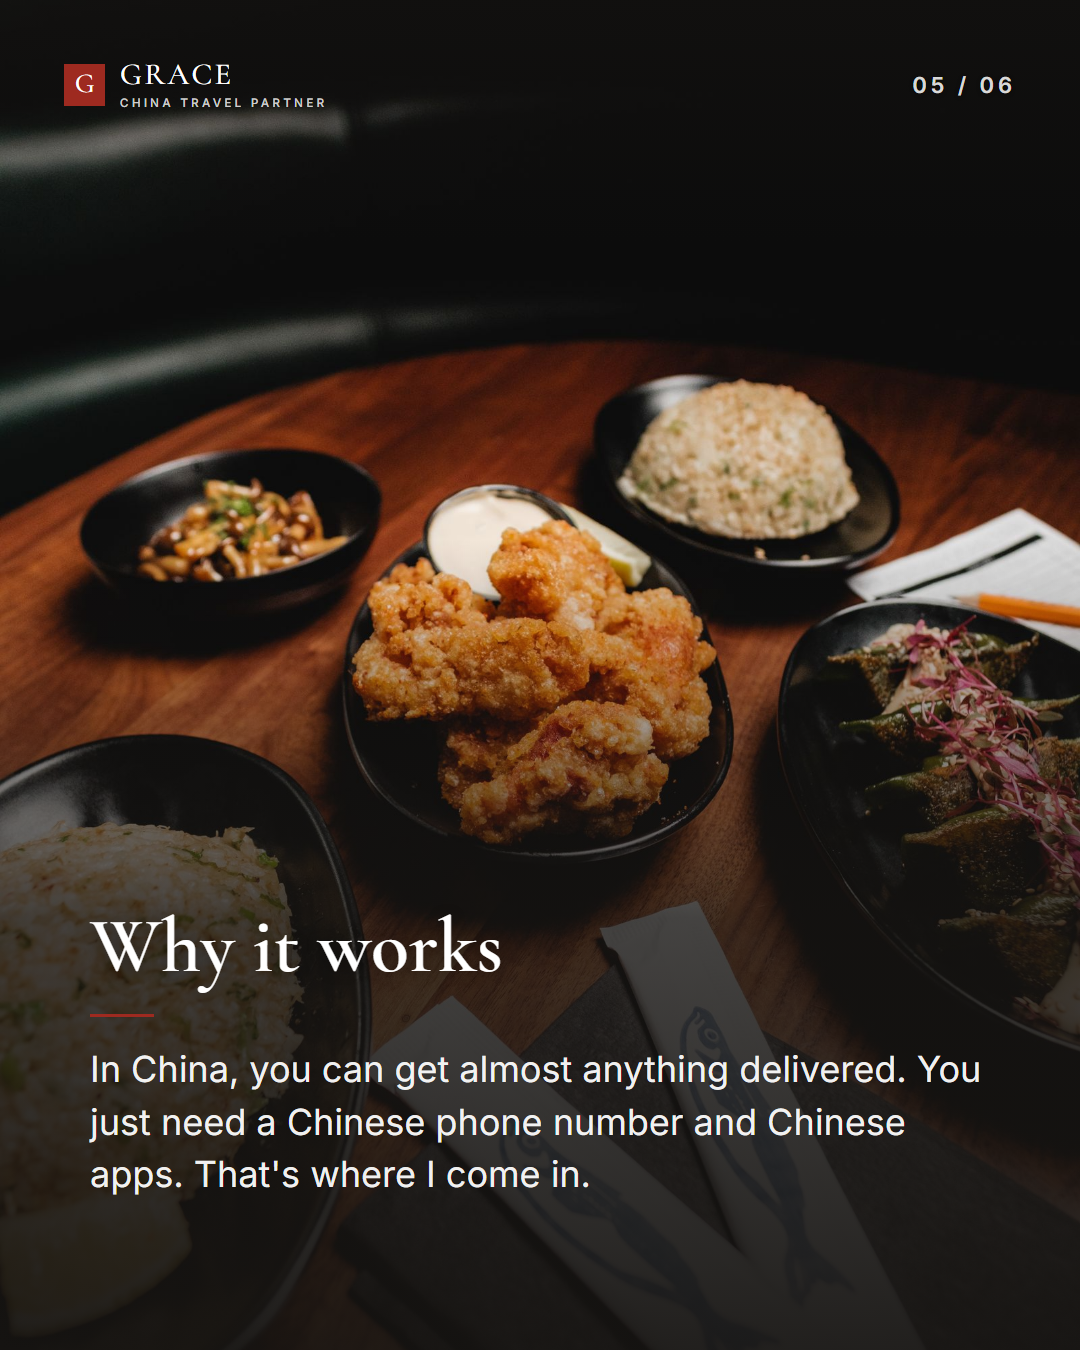 G
GRACE
CHINA TRAVEL PARTNER
05 / 06
Why it works
In China, you can get almost anything delivered. You
just need a Chinese phone number and Chinese
apps. That's where I come in.